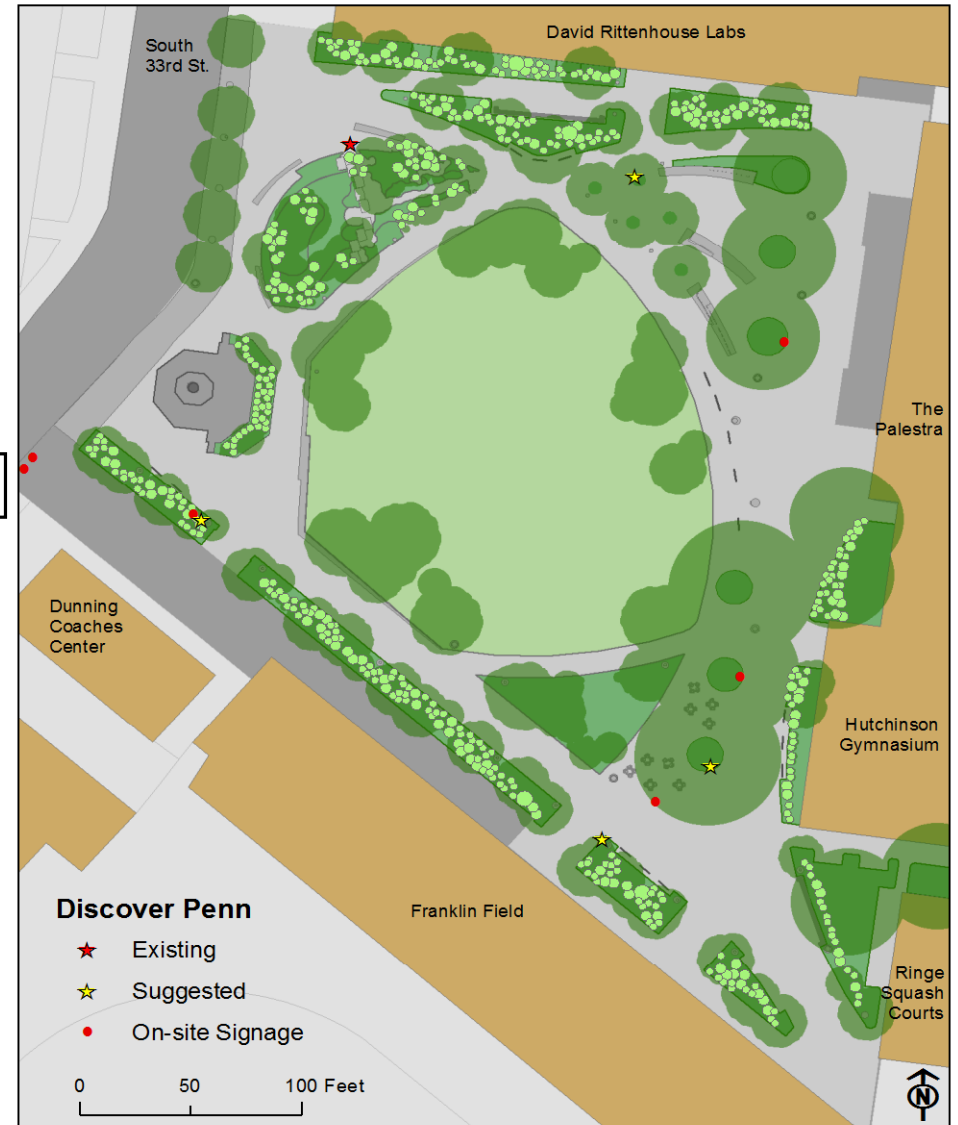 David Rittenhouse Labs
South
33rd St.
The
Palestra
Dunning
Coaches
Center
Hutchinson
Gymnasium
Franklin Field
Ringe
Squash
Courts
Discover Penn
Existing
Suggested
On-site Signage
0 50 100 Feet
N